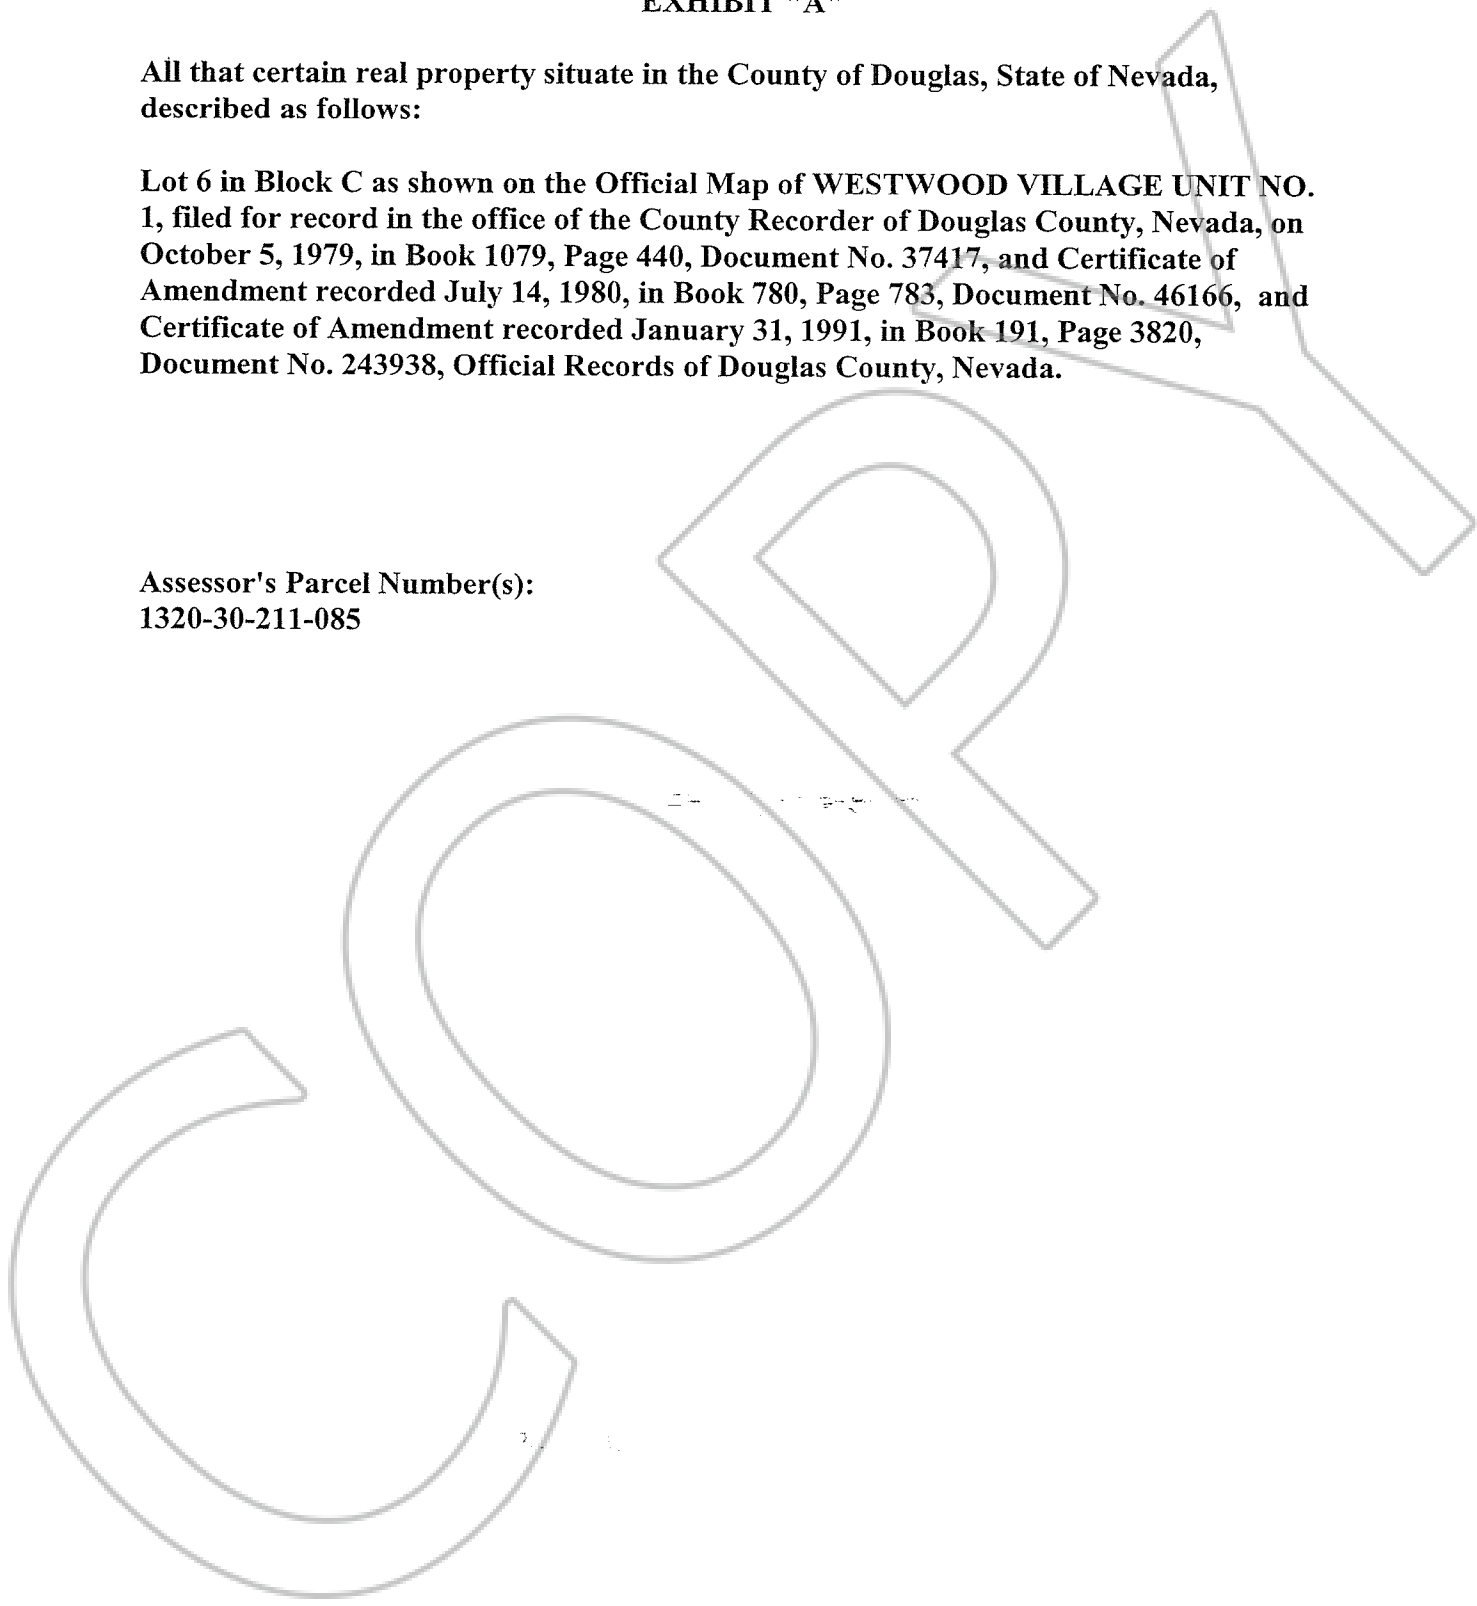 EXHIBIT "A"
All that certain real property situate in the County of Douglas, State of Nevada,
described as follows:
Lot 6 in Block C as shown on the Official Map of WESTWOOD VILLAGE UNIT NO.
1, filed for record in the office of the County Recorder of Douglas County, Nevada, on
October 5, 1979, in Book 1079, Page 440, Document No. 37417, and Certificate of
Amendment recorded July 14, 1980, in Book 780, Page 783, Document No. 46166,  and
Certificate of Amendment recorded January 31, 1991, in Book 191, Page 3820,
Document No. 243938, Official Records of Douglas County, Nevada.
Assessor's Parcel Number(s):
1320-30-211-085
COPY